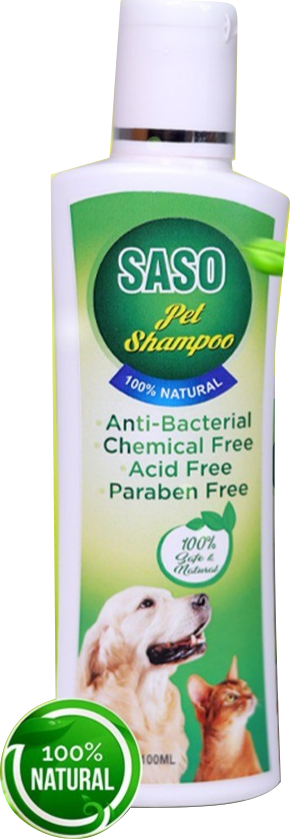 SASO
Pet
Shampoo
100% NATURAL
Anti-Bacterial
Chemical Free
Acid Free
Paraben Free
100%
Safe &
Natural
100ML
100%
NATURAL